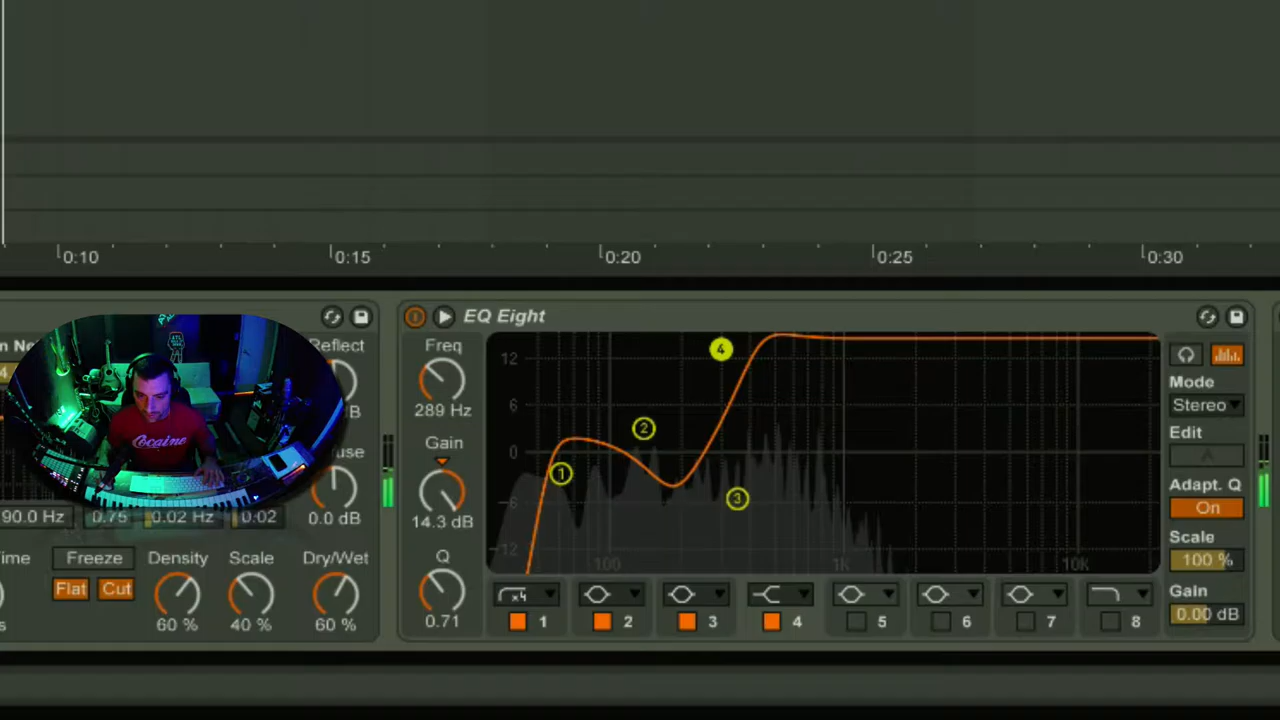 0:10 0:15 0:20 0:25 0:30
EQ Eight
Reflect
Freq
289 Hz
Gain
14.3 dB
Q
0.71
12
6
0
-6
-12
100 1k 10k
1
2
3
4
Mode
Stereo
Edit
A
Adapt. Q
On
Scale
100 %
Gain
0.00 dB
x4
1 2 3 4 5 6 7 8
Cocaine
0.0 dB
90.0 Hz 0.75 0.02 Hz 0:02
Freeze Density Scale Dry/Wet
Flat Cut
60 % 40 % 60 %